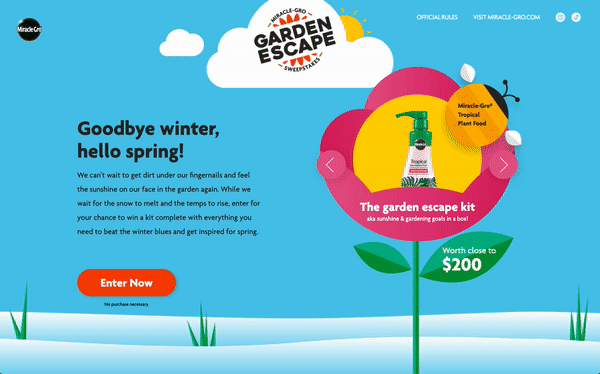 Miracle-Gro
MIRACLE-GRO
GARDEN
ESCAPE
SWEEPSTAKES
OFFICIAL RULES
VISIT MIRACLE-GRO.COM
Goodbye winter,
hello spring!
We can't wait to get dirt under our fingernails and feel
the sunshine on our face in the garden again. While we
wait for the snow to melt and the temps to rise, enter for
your chance to win a kit complete with everything you
need to beat the winter blues and get inspired for spring.
Enter Now
No purchase necessary.
Miracle-Gro®
Tropical
Plant Food
Tropical
The garden escape kit
aka sunshine & gardening goals in a box!
Worth close to
$200